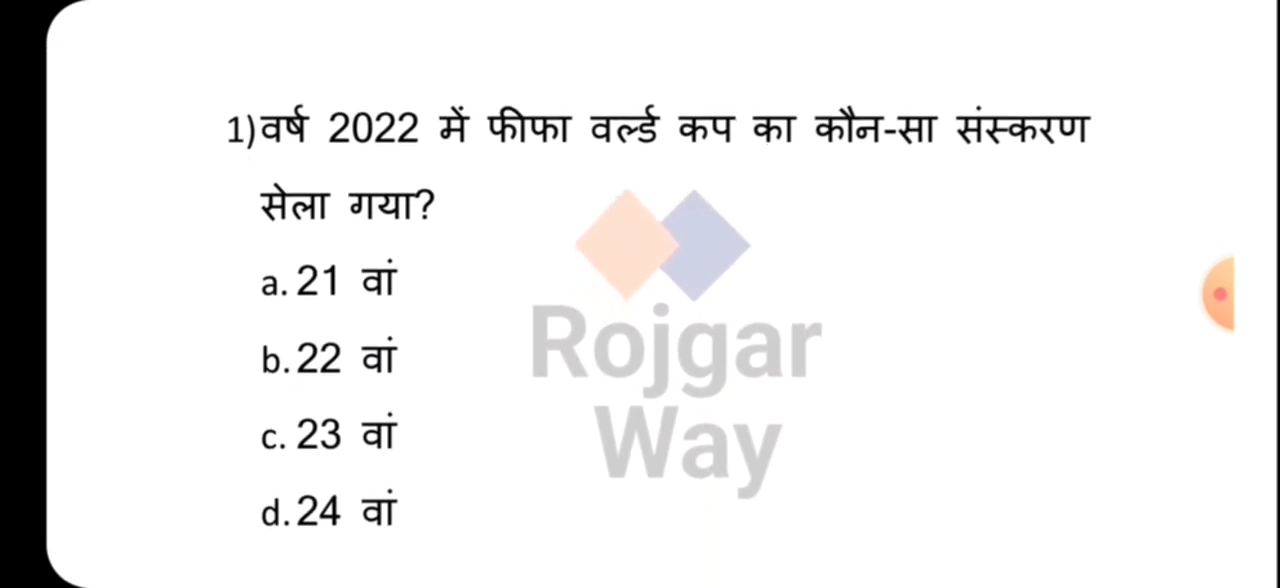 1)वर्ष 2022 में फीफा वर्ल्ड कप का कौन-सा संस्करण
सेला गया?
a. 21 वां
b. 22 वां
c. 23 वां
d. 24 वां
Rojgar
Way